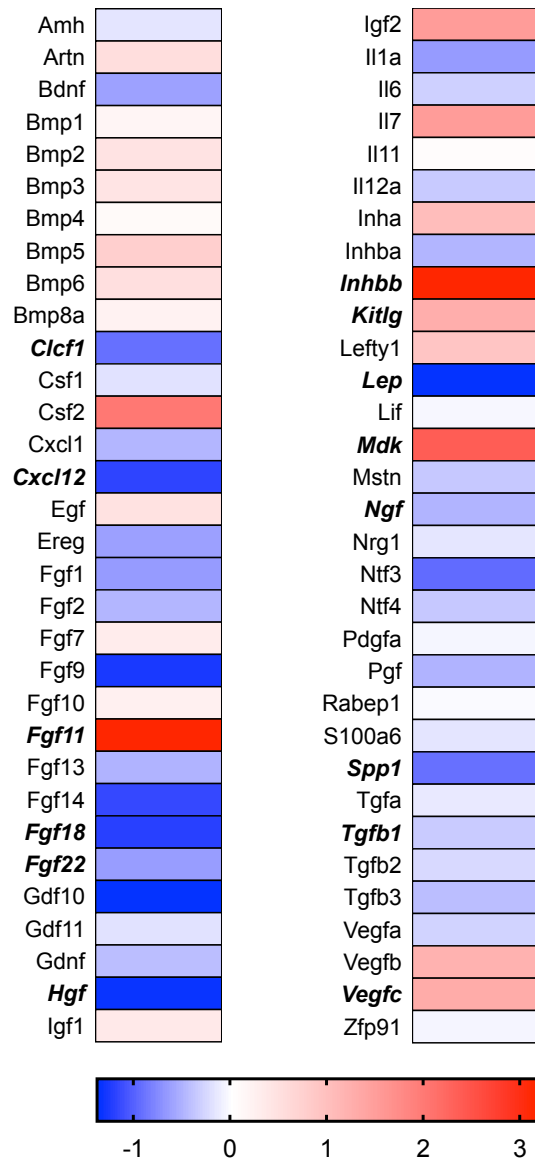 Amh
Artn
Bdnf
Bmp1
Bmp2
Bmp3
Bmp4
Bmp5
Bmp6
Bmp8a
Clcf1
Csf1
Csf2
Cxcl1
Cxcl12
Egf
Ereg
Fgf1
Fgf2
Fgf7
Fgf9
Fgf10
Fgf11
Fgf13
Fgf14
Fgf18
Fgf22
Gdf10
Gdf11
Gdnf
Hgf
Igf1
Igf2
Il1a
Il6
Il7
Il11
Il12a
Inha
Inhba
Inhbb
Kitlg
Lefty1
Lep
Lif
Mdk
Mstn
Ngf
Nrg1
Ntf3
Ntf4
Pdgfa
Pgf
Rabep1
S100a6
Spp1
Tgfa
Tgfb1
Tgfb2
Tgfb3
Vegfa
Vegfb
Vegfc
Zfp91
-1 0 1 2 3